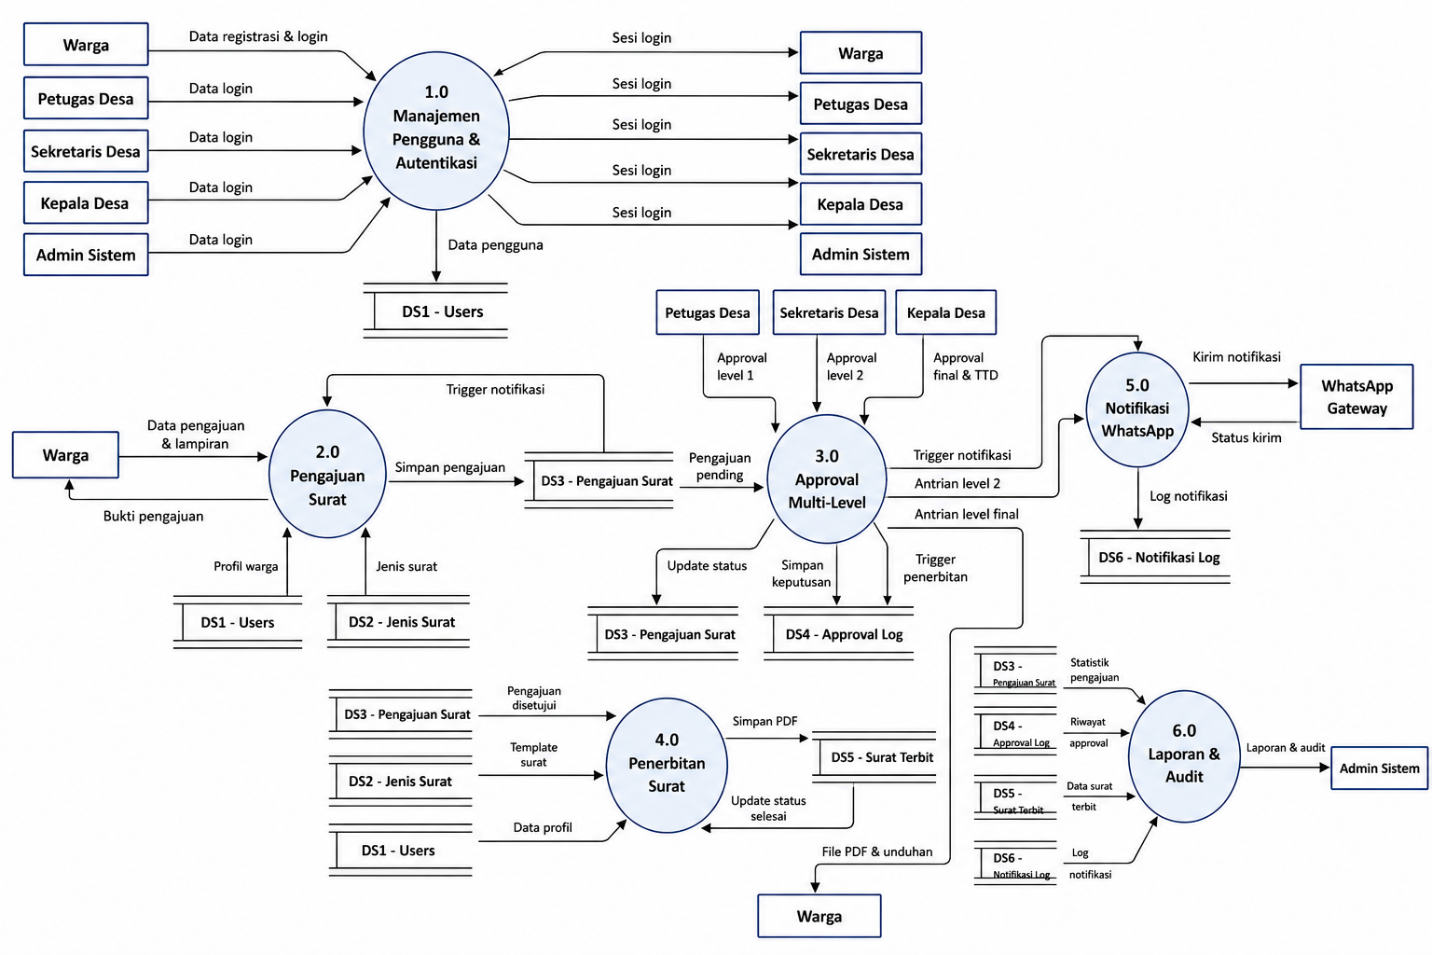 Warga
Data registrasi & login
Petugas Desa
Data login
Sekretaris Desa
Data login
Kepala Desa
Data login
Admin Sistem
Data login
1.0
Manajemen
Pengguna &
Autentikasi
Sesi login
Warga
Sesi login
Petugas Desa
Sesi login
Sekretaris Desa
Sesi login
Kepala Desa
Sesi login
Admin Sistem
Data pengguna
DS1 - Users
Petugas Desa
Sekretaris Desa
Kepala Desa
Approval
level 1
Approval
level 2
Approval
final & TTD
Trigger notifikasi
Warga
Data pengajuan
& lampiran
Bukti pengajuan
2.0
Pengajuan
Surat
Simpan pengajuan
DS3 - Pengajuan Surat
Pengajuan
pending
Profil warga
Jenis surat
DS1 - Users
DS2 - Jenis Surat
3.0
Approval
Multi-Level
Trigger notifikasi
Antrian level 2
Antrian level final
Update status
Simpan
keputusan
Trigger
penerbitan
DS3 - Pengajuan Surat
DS4 - Approval Log
5.0
Notifikasi
WhatsApp
Kirim notifikasi
WhatsApp
Gateway
Status kirim
Log notifikasi
DS6 - Notifikasi Log
DS3 - Pengajuan Surat
Pengajuan
disetujui
DS2 - Jenis Surat
Template
surat
DS1 - Users
Data profil
4.0
Penerbitan
Surat
Simpan PDF
DS5 - Surat Terbit
Update status
selesai
File PDF & unduhan
Warga
DS3 -
Pengajuan Surat
Statistik
pengajuan
DS4 -
Approval Log
Riwayat
approval
DS5 -
Surat Terbit
Data surat
terbit
DS6 -
Notifikasi Log
Log
notifikasi
6.0
Laporan &
Audit
Laporan & audit
Admin Sistem